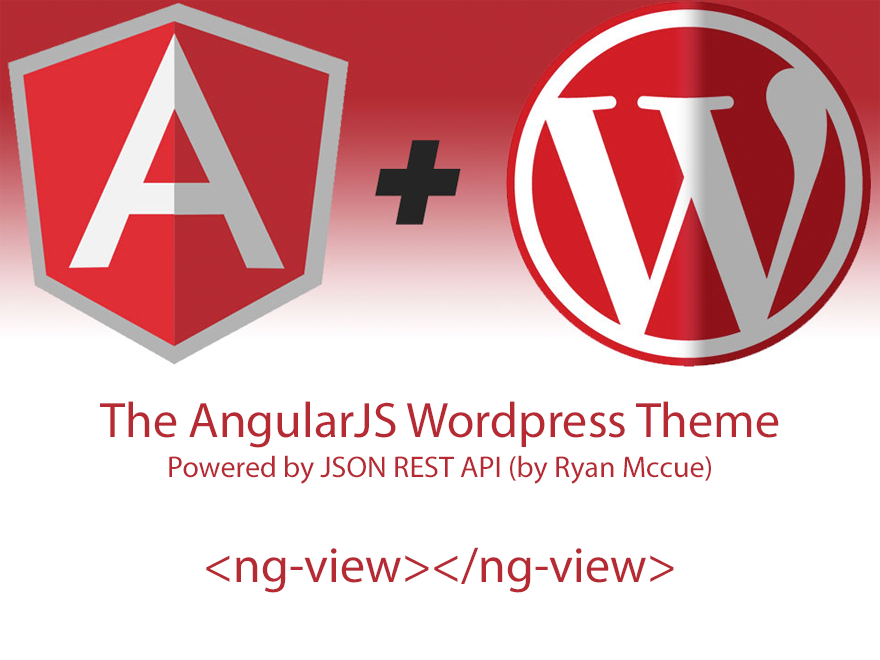 The AngularJS Wordpress Theme
Powered by JSON REST API (by Ryan Mccue)
<ng-view></ng-view>